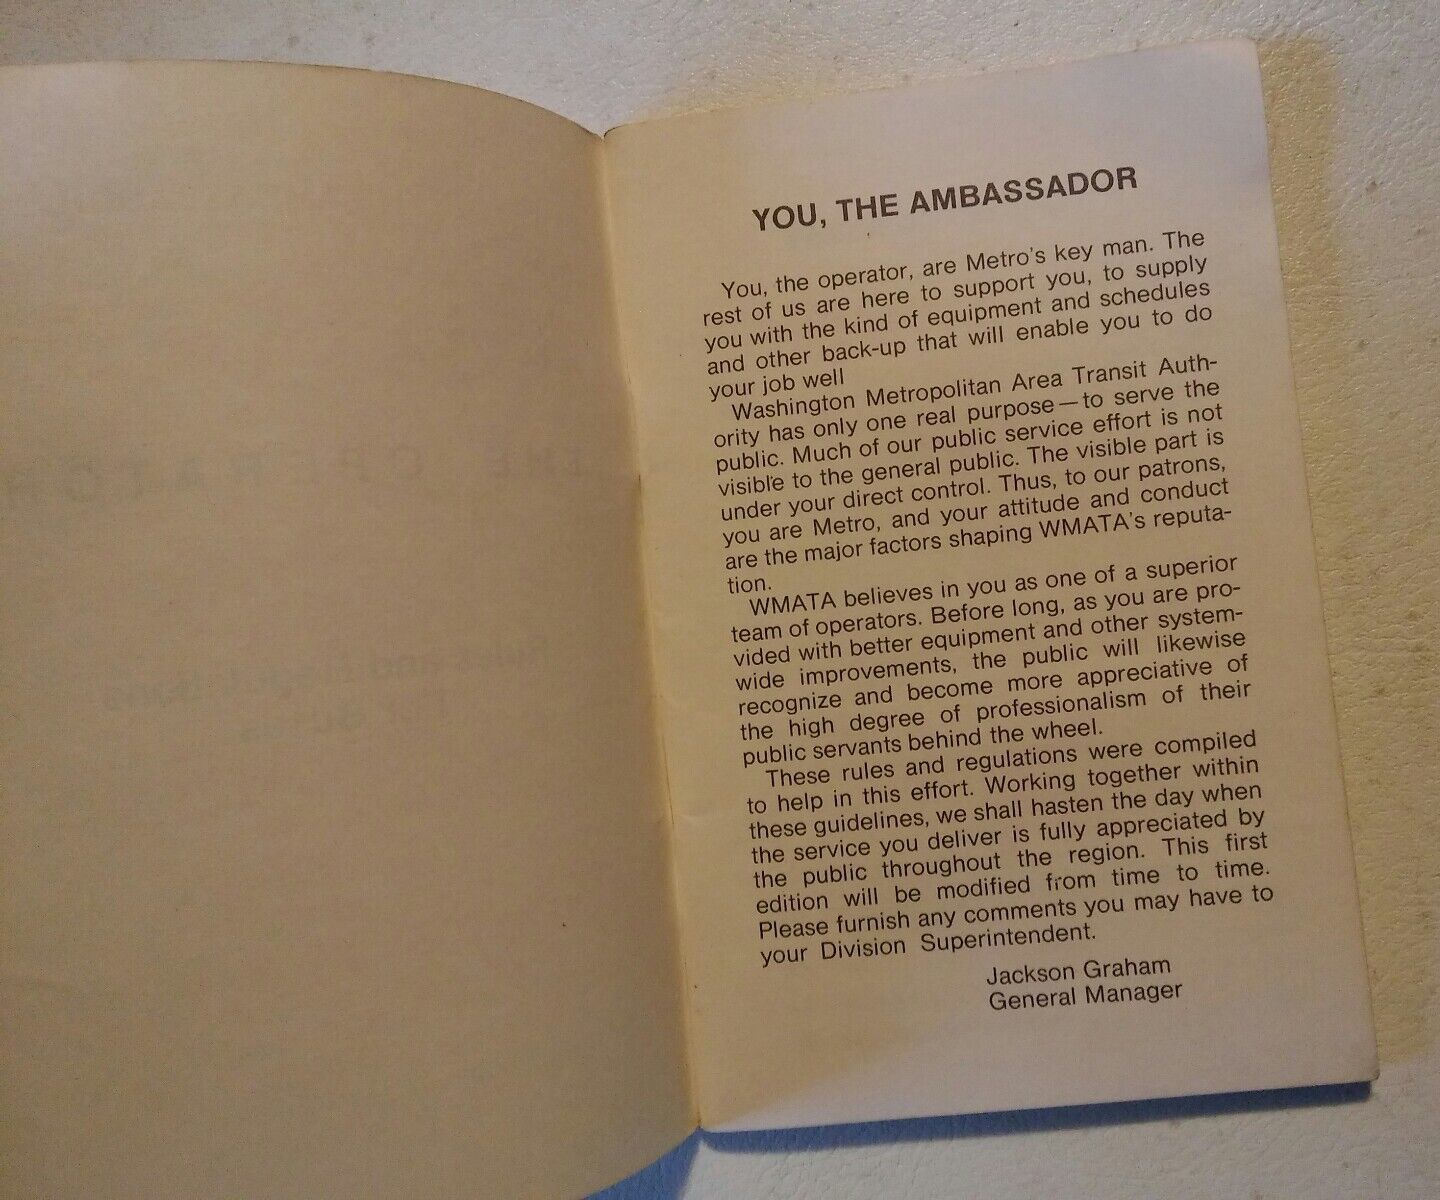 YOU, THE AMBASSADOR
You, the operator, are Metro's key man. The
rest of us are here to support you, to supply
you with the kind of equipment and schedules
and other back-up that will enable you to do
your job well
Washington Metropolitan Area Transit Auth-
ority has only one real purpose—to serve the
public. Much of our public service effort is not
visible to the general public. The visible part is
under your direct control. Thus, to our patrons,
you are Metro, and your attitude and conduct
are the major factors shaping WMATA's reputa-
tion.
WMATA believes in you as one of a superior
team of operators. Before long, as you are pro-
vided with better equipment and other system-
wide improvements, the public will likewise
recognize and become more appreciative of
the high degree of professionalism of their
public servants behind the wheel.
These rules and regulations were compiled
to help in this effort. Working together within
these guidelines, we shall hasten the day when
the service you deliver is fully appreciated by
the public throughout the region. This first
edition will be modified from time to time.
Please furnish any comments you may have to
your Division Superintendent.
Jackson Graham
General Manager